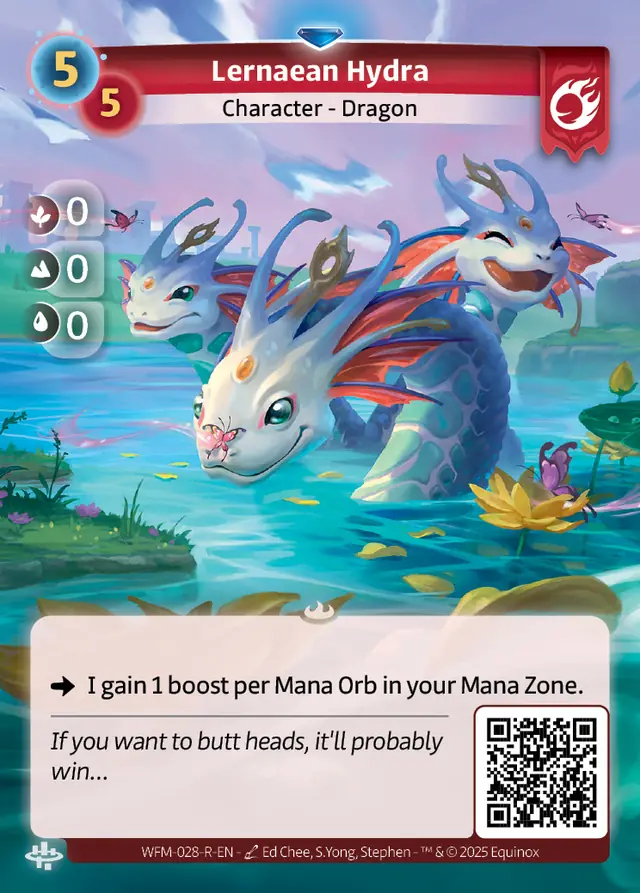 5
5
Lernaean Hydra
Character - Dragon
0
0
0
I gain 1 boost per Mana Orb in your Mana Zone.
If you want to butt heads, it'll probably
win...
WFM-028-R-EN - Ed Chee, S.Yong, Stephen - ™ & © 2025 Equinox